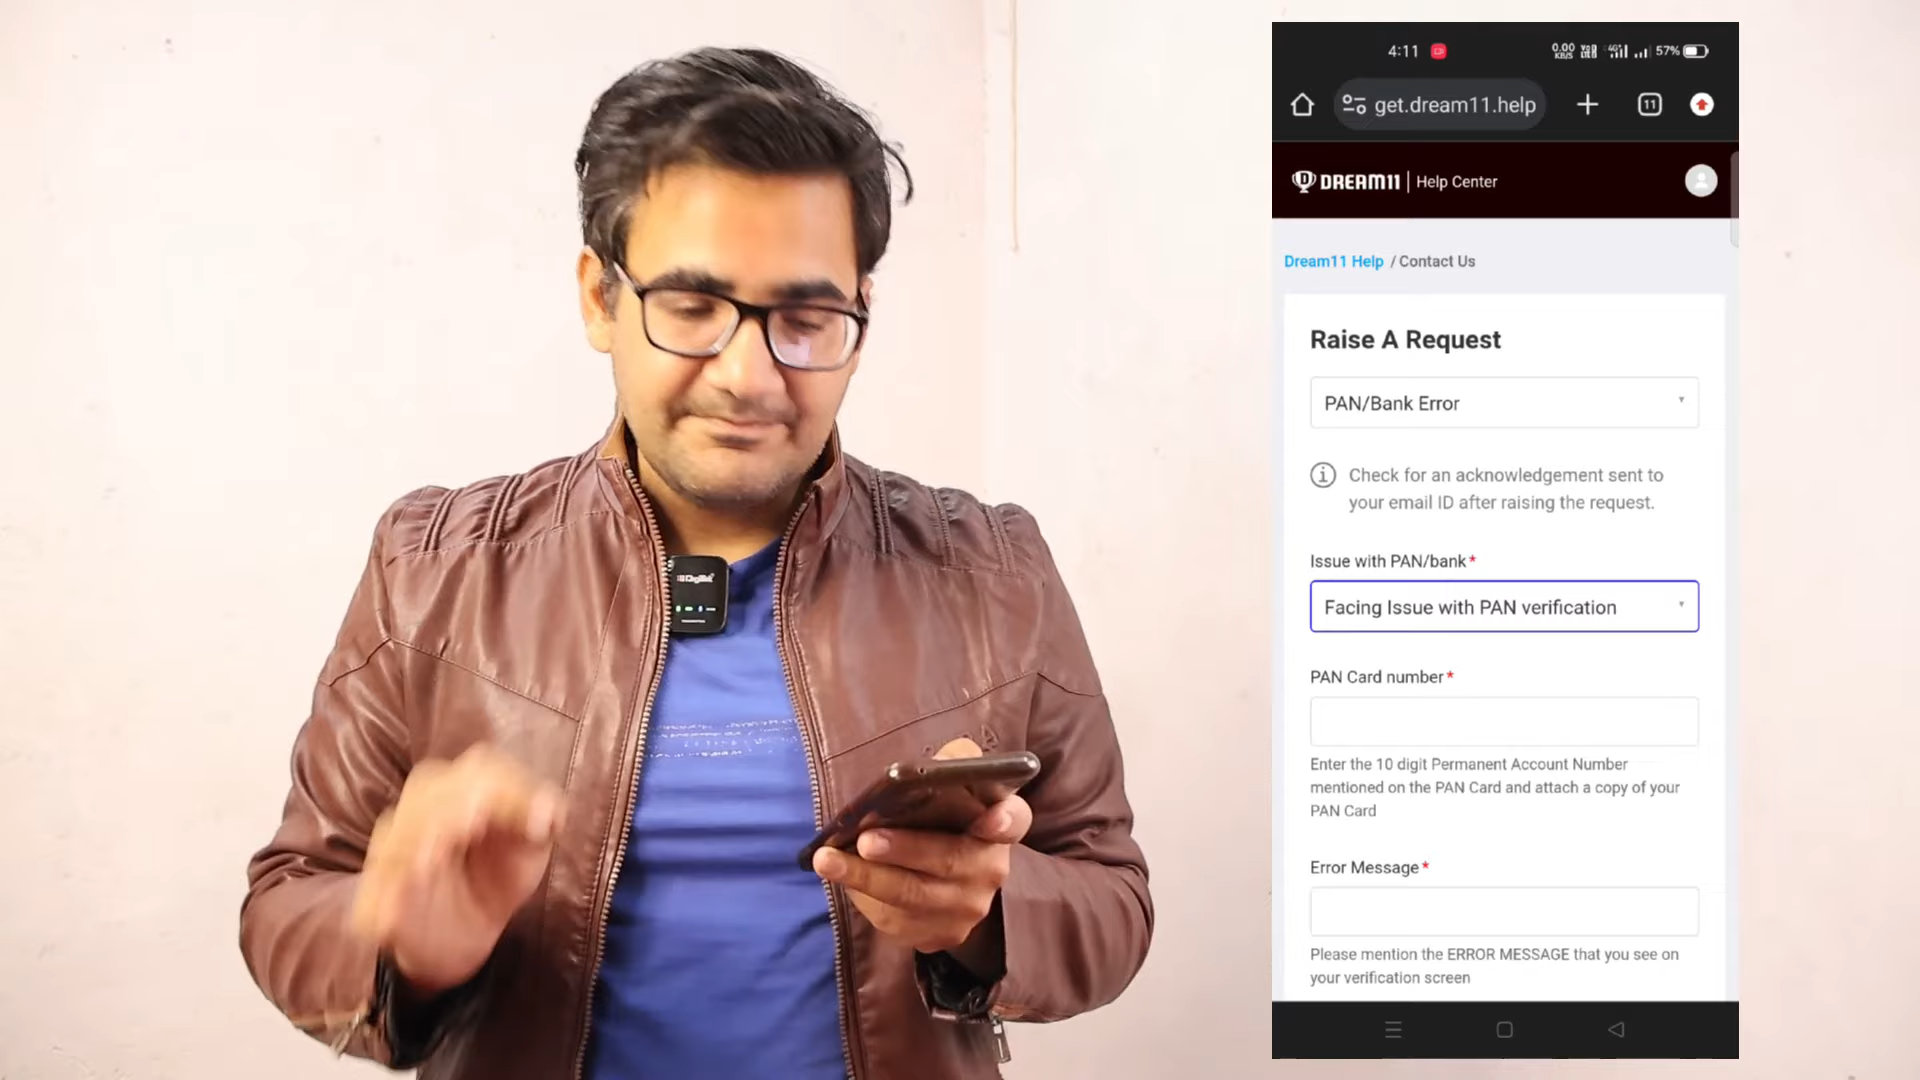 4:11
0.00
KB/S
4G
57%
get.dream11.help
11
DREAM11 | Help Center
Dream11 Help / Contact Us
Raise A Request
PAN/Bank Error
Check for an acknowledgement sent to
your email ID after raising the request.
Issue with PAN/bank*
Facing Issue with PAN verification
PAN Card number*
Enter the 10 digit Permanent Account Number
mentioned on the PAN Card and attach a copy of your
PAN Card
Error Message*
Please mention the ERROR MESSAGE that you see on
your verification screen